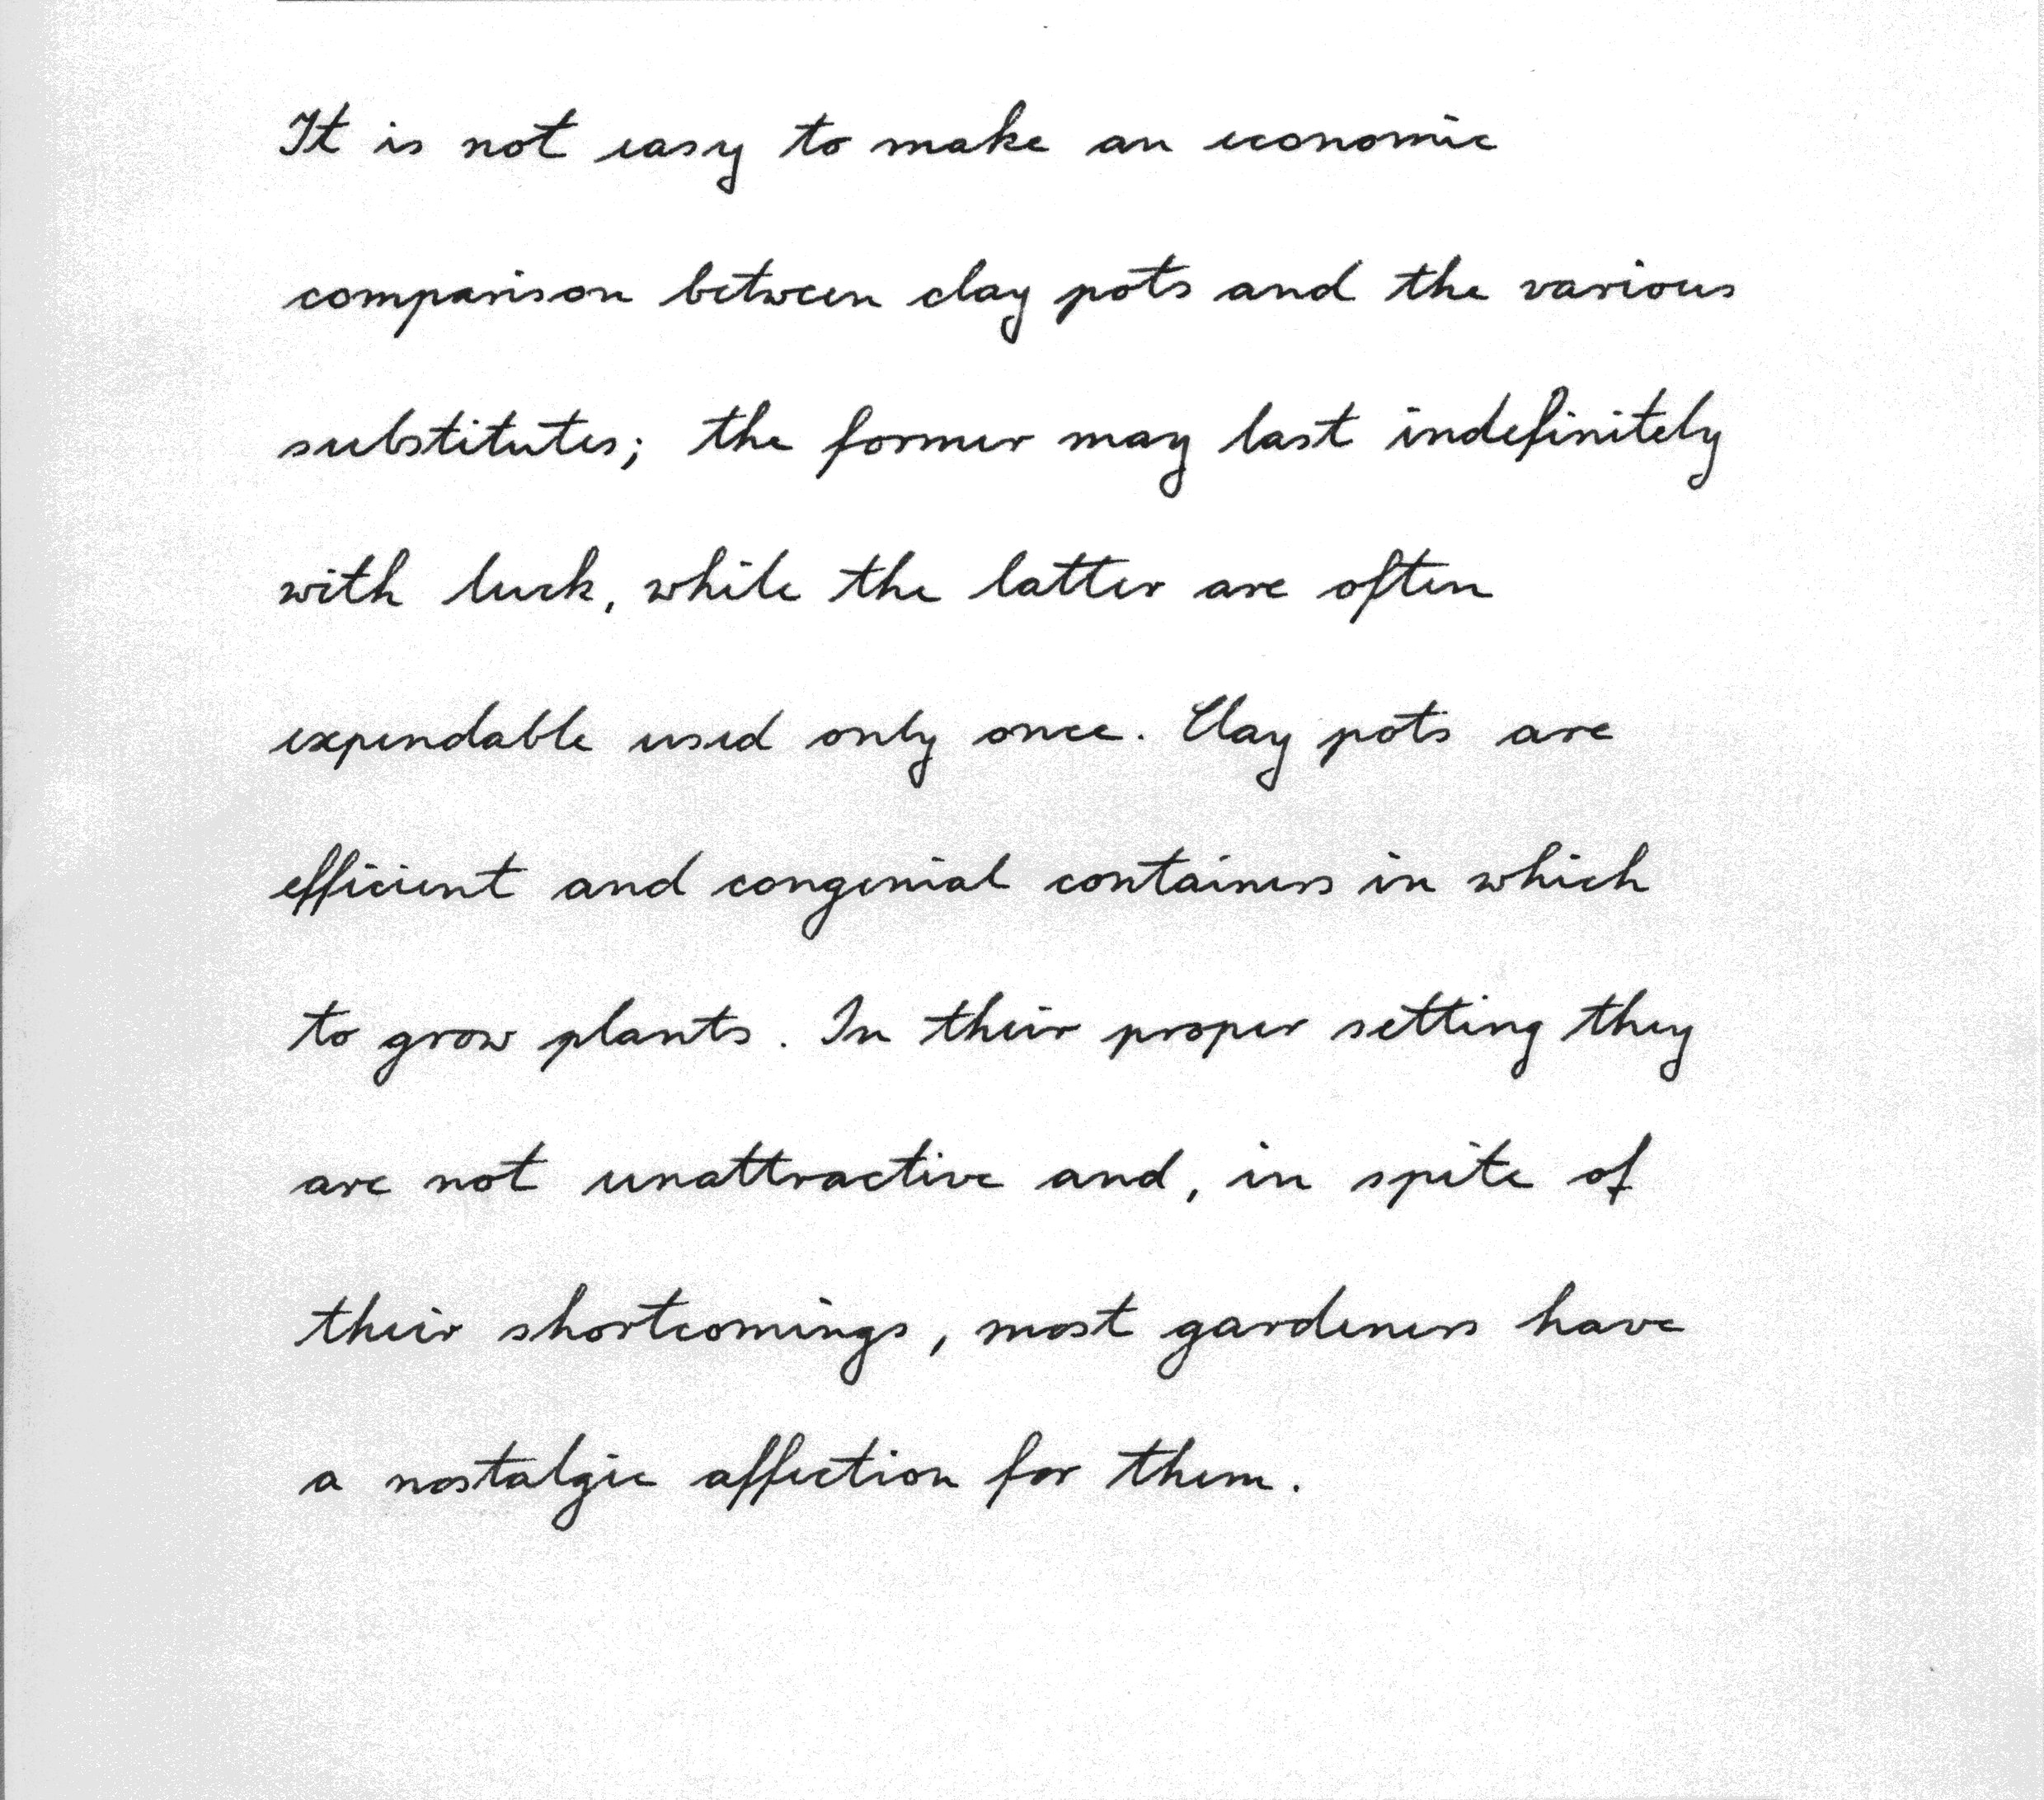 It is not easy to make an economic
comparison between clay pots and the various
substitutes; the former may last indefinitely
with luck, while the latter are often
expendable used only once. Clay pots are
efficient and congenial containers in which
to grow plants. In their proper setting they
are not unattractive and, in spite of
their shortcomings, most gardeners have
a nostalgic affection for them.